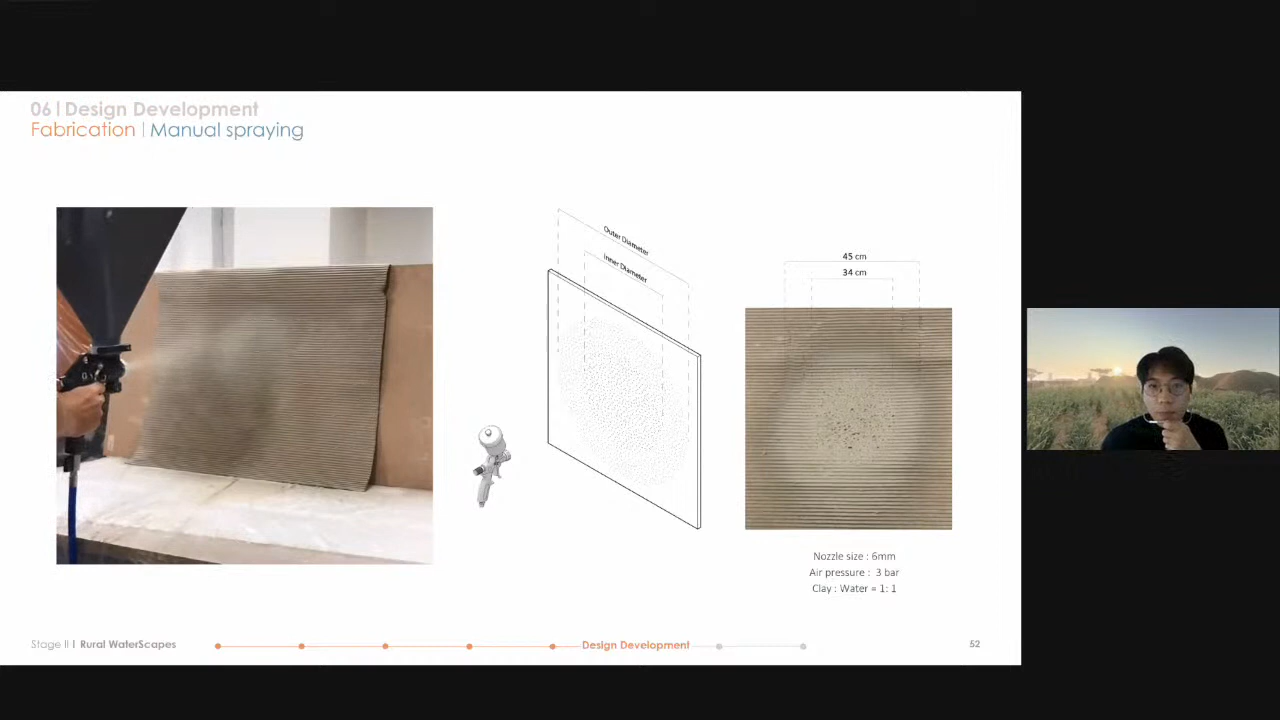 06 | Design Development
Fabrication | Manual spraying
Outer Diameter
Inner Diameter
45 cm
34 cm
Nozzle size : 6mm
Air pressure : 3 bar
Clay : Water = 1: 1
Stage II | Rural WaterScapes
Design Development
52